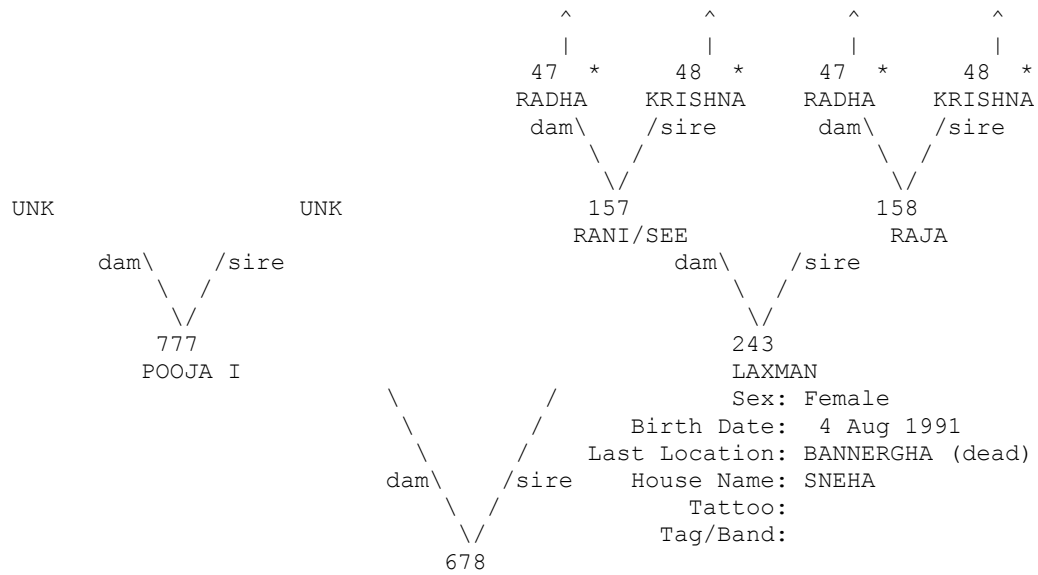 ^ ^ ^ ^
| | | |
47 * 48 * 47 * 48 *
RADHA KRISHNA RADHA KRISHNA
dam\ /sire dam\ /sire
\ / \ /
\/ \/
UNK UNK 157 158
RANI/SEE RAJA
dam\ /sire dam\ /sire
\ / \ /
\/ \/
777 243
POOJA I LAXMAN
\ / Sex: Female
\ / Birth Date: 4 Aug 1991
\ / Last Location: BANNERGHA (dead)
dam\ /sire House Name: SNEHA
\ / Tattoo:
\/ Tag/Band:
678